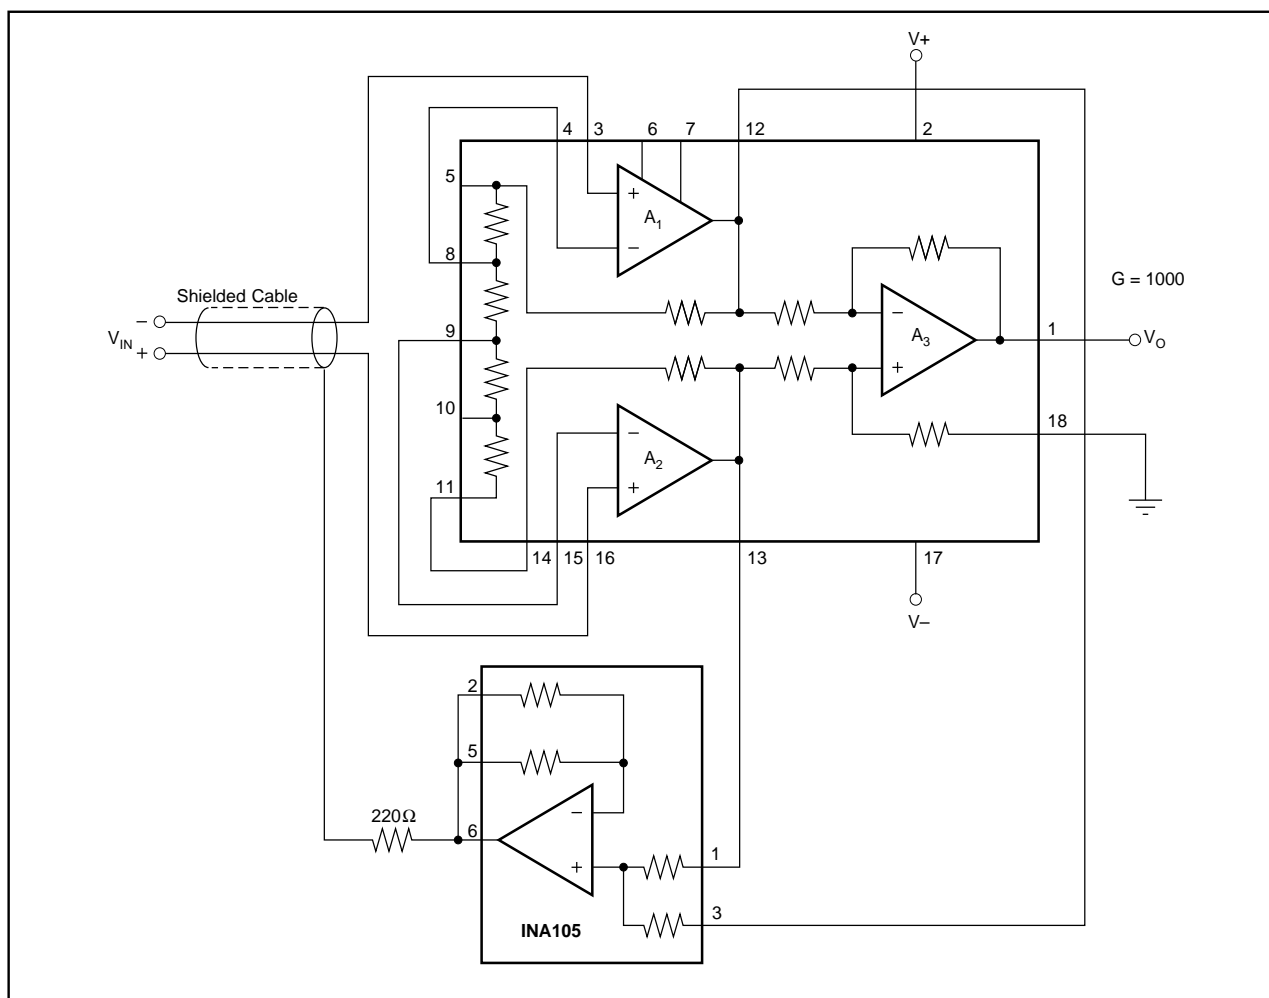 V+
4 3 6 7 12 2
5
+
A1
−
8
G = 1000
Shielded Cable
−
VIN
+
9
−
A3
+
1
VO
10
18
−
A2
+
11
14 15 16 13 17
V–
2
5
220Ω
6
−
+
1
3
INA105